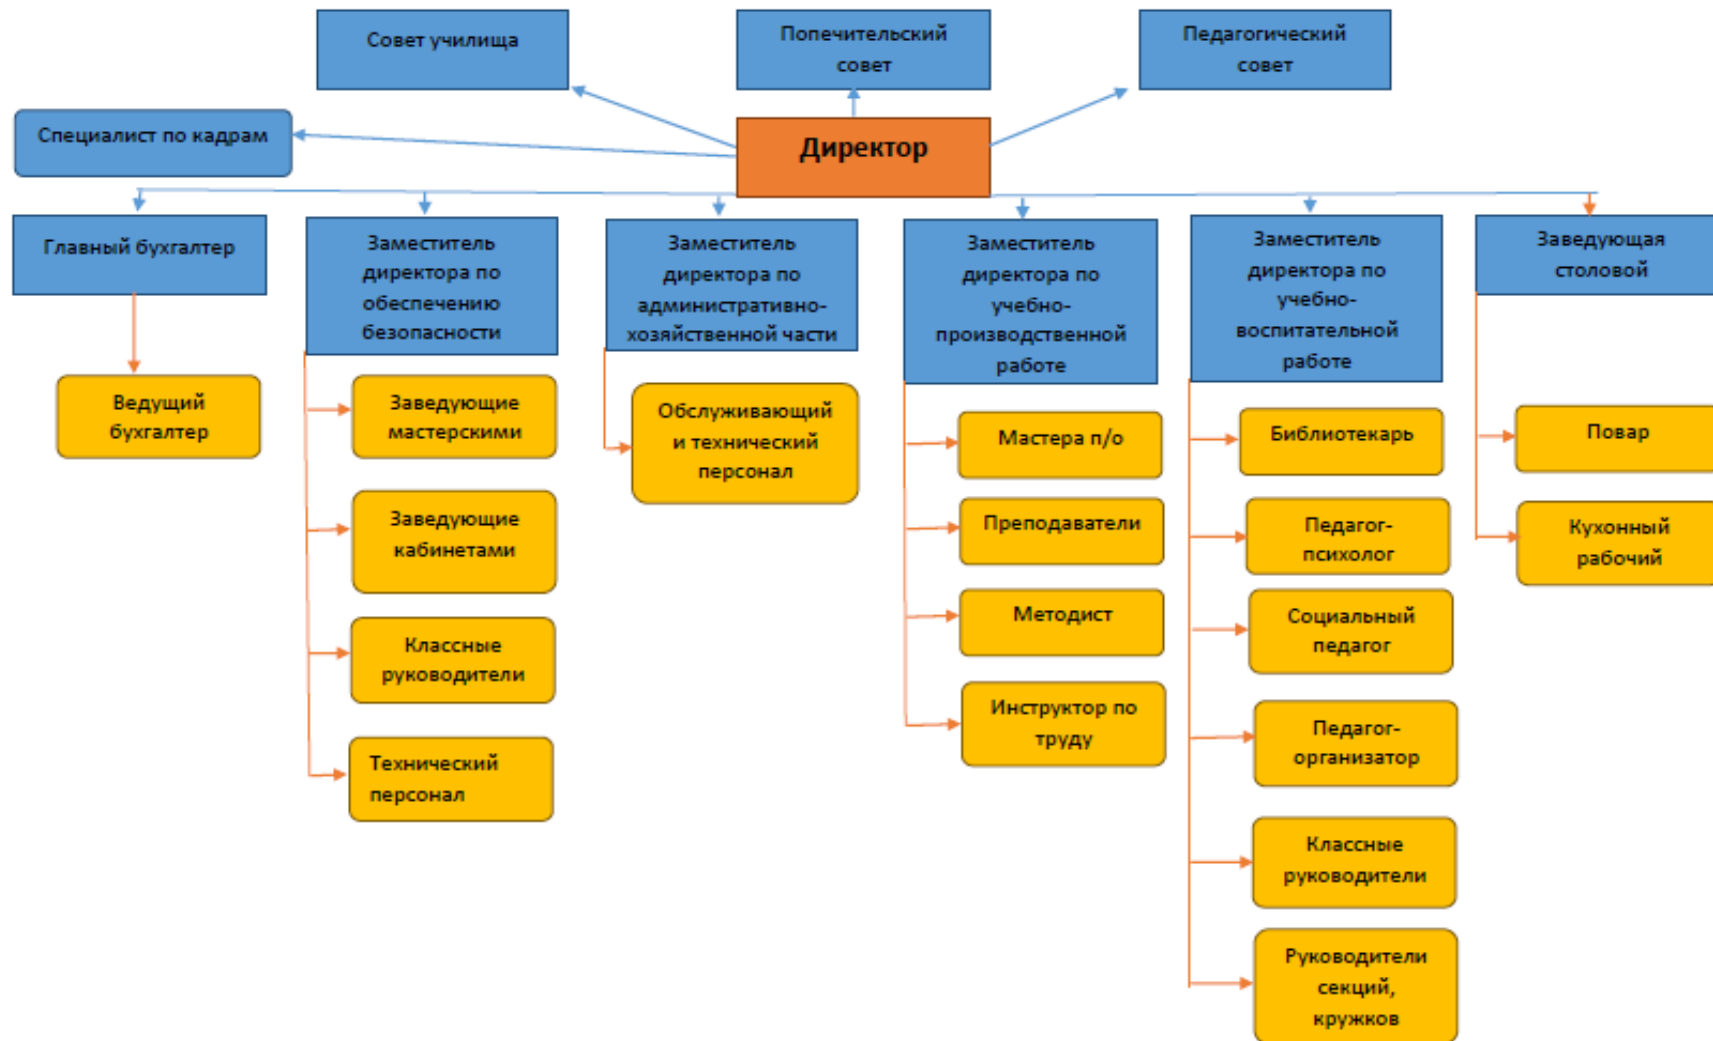 Совет училища
Попечительский
совет
Педагогический
совет
Специалист по кадрам
Директор
Главный бухгалтер
Заместитель
директора по
обеспечению
безопасности
Заместитель
директора по
административно-
хозяйственной части
Заместитель
директора по
учебно-
производственной
работе
Заместитель
директора по
учебно-
воспитательной
работе
Заведующая
столовой
Ведущий
бухгалтер
Заведующие
мастерскими
Заведующие
кабинетами
Классные
руководители
Технический
персонал
Обслуживающий
и технический
персонал
Мастера п/о
Преподаватели
Методист
Инструктор по
труду
Библиотекарь
Педагог-
психолог
Социальный
педагог
Педагог-
организатор
Классные
руководители
Руководители
секций,
кружков
Повар
Кухонный
рабочий